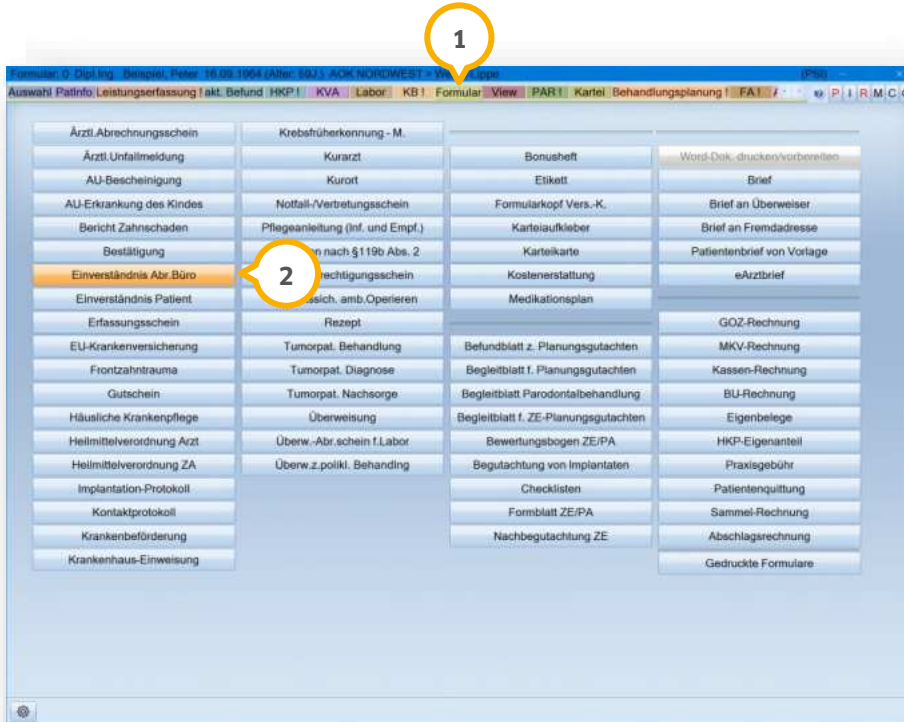 1
Formular: 0 Dipl.Ing. Beispiel, Peter 16.09.1964 (Alter: 60J.) AOK NORDWEST > (PSI)
Auswahl PatInfo Leistungserfassung ! akt. Befund HKP ! KVA Labor KB ! Formular View PAR ! Kartei Behandlungsplanung ! FA ! P I R M C
Ärztl.Abrechnungsschein
Ärztl.Unfallmeldung
AU-Bescheinigung
AU-Erkrankung des Kindes
Bericht Zahnschaden
Bestätigung
Einverständnis Abr.Büro
2
Einverständnis Patient
Erfassungsschein
EU-Krankenversicherung
Frontzahntrauma
Gutschein
Häusliche Krankenpflege
Heilmittelverordnung Arzt
Heilmittelverordnung ZA
Implantation-Protokoll
Kontaktprotokoll
Krankenbeförderung
Krankenhaus-Einweisung
Krebsfrüherkennung - M.
Kurarzt
Kurort
Notfall-/Vertretungsschein
Pflegeanleitung (Inf. und Empf.)
nach §119b Abs. 2
rechtigungsschein
sich. amb.Operieren
Rezept
Tumorpat. Behandlung
Tumorpat. Diagnose
Tumorpat. Nachsorge
Überweisung
Überw.-Abr.schein f.Labor
Überw.z.polikl. Behandlng
Bonusheft
Etikett
Formularkopf Vers.-K.
Karteiaufkleber
Karteikarte
Kostenerstattung
Medikationsplan
Befundblatt z. Planungsgutachten
Begleitblatt f. Planungsgutachten
Begleitblatt Parodontalbehandlung
Begleitblatt f. ZE-Planungsgutachten
Bewertungsbogen ZE/PA
Begutachtung von Implantaten
Checklisten
Formblatt ZE/PA
Nachbegutachtung ZE
Word-Dok. drucken/vorbereiten
Brief
Brief an Überweiser
Brief an Fremdadresse
Patientenbrief von Vorlage
eArztbrief
GOZ-Rechnung
MKV-Rechnung
Kassen-Rechnung
BU-Rechnung
Eigenbelege
HKP-Eigenanteil
Praxisgebühr
Patientenquittung
Sammel-Rechnung
Abschlagsrechnung
Gedruckte Formulare